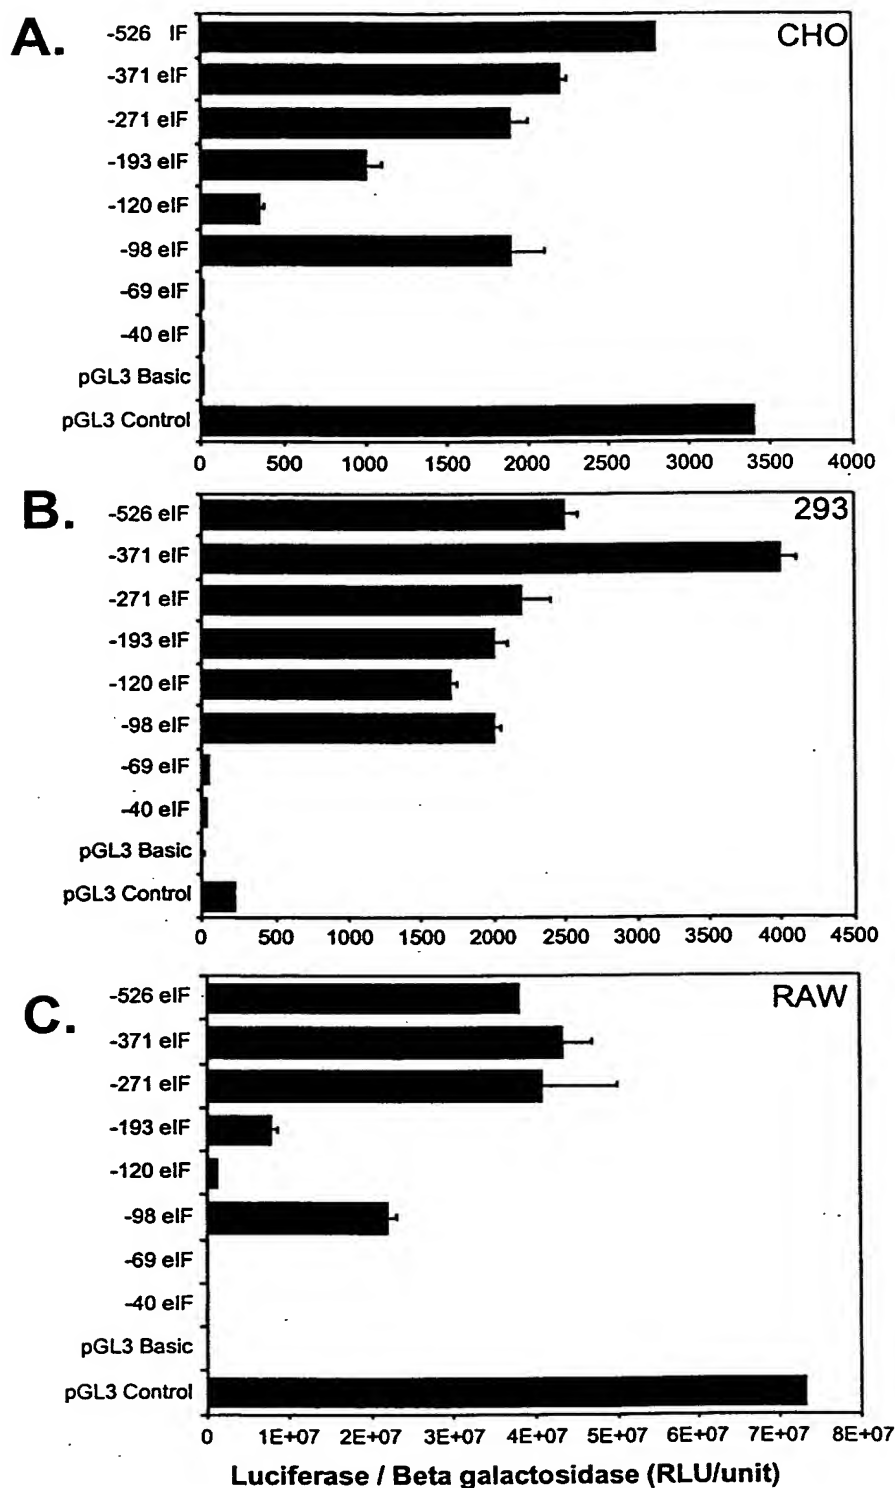 A.
CHO
-526 IF
-371 eIF
-271 eIF
-193 eIF
-120 eIF
-98 eIF
-69 eIF
-40 eIF
pGL3 Basic
pGL3 Control
0 500 1000 1500 2000 2500 3000 3500 4000
B.
293
-526 eIF
-371 eIF
-271 eIF
-193 eIF
-120 eIF
-98 eIF
-69 eIF
-40 eIF
pGL3 Basic
pGL3 Control
0 500 1000 1500 2000 2500 3000 3500 4000 4500
C.
RAW
-526 eIF
-371 eIF
-271 eIF
-193 eIF
-120 eIF
-98 eIF
-69 eIF
-40 eIF
pGL3 Basic
pGL3 Control
0 1E+07 2E+07 3E+07 4E+07 5E+07 6E+07 7E+07 8E+07
Luciferase / Beta galactosidase (RLU/unit)